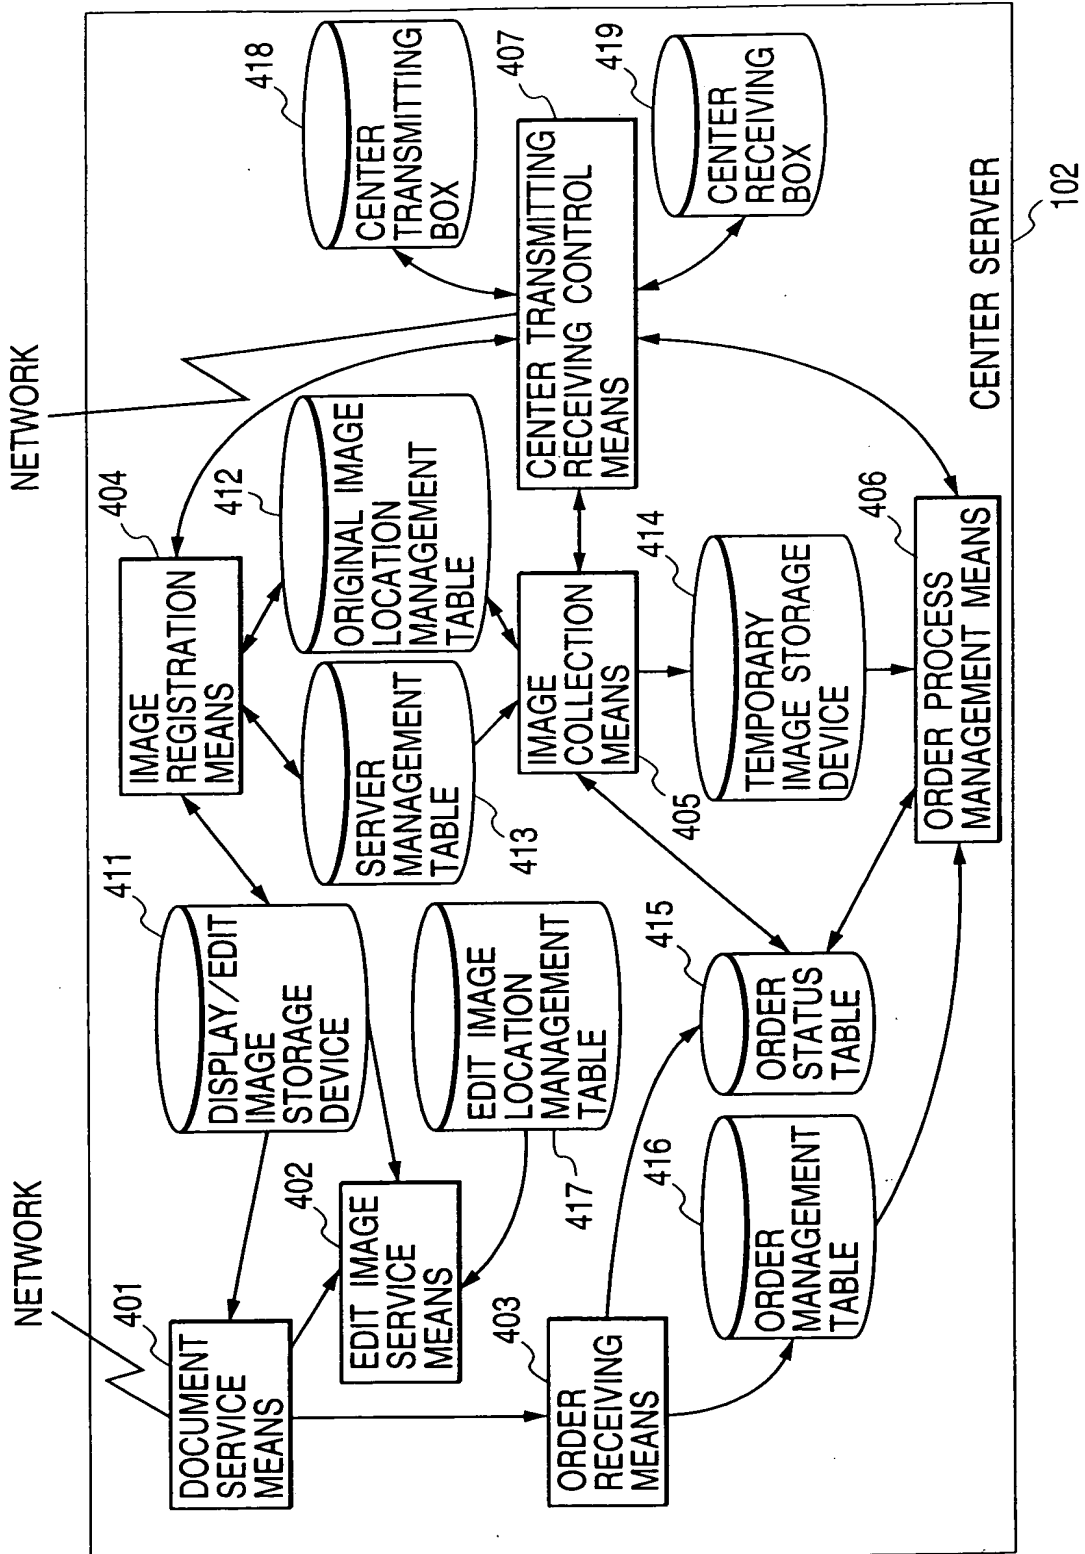 NETWORK
NETWORK
401
DOCUMENT
SERVICE
MEANS
411
DISPLAY/EDIT
IMAGE
STORAGE
DEVICE
404
IMAGE
REGISTRATION
MEANS
402
EDIT IMAGE
SERVICE
MEANS
417
EDIT IMAGE
LOCATION
MANAGEMENT
TABLE
413
SERVER
MANAGEMENT
TABLE
412
ORIGINAL IMAGE
LOCATION
MANAGEMENT
TABLE
418
CENTER
TRANSMITTING
BOX
403
ORDER
RECEIVING
MEANS
405
IMAGE
COLLECTION
MEANS
407
CENTER TRANSMITTING
RECEIVING CONTROL
MEANS
416
ORDER
MANAGEMENT
TABLE
415
ORDER
STATUS
TABLE
414
TEMPORARY
IMAGE STORAGE
DEVICE
419
CENTER
RECEIVING
BOX
406
ORDER PROCESS
MANAGEMENT MEANS
CENTER SERVER
102